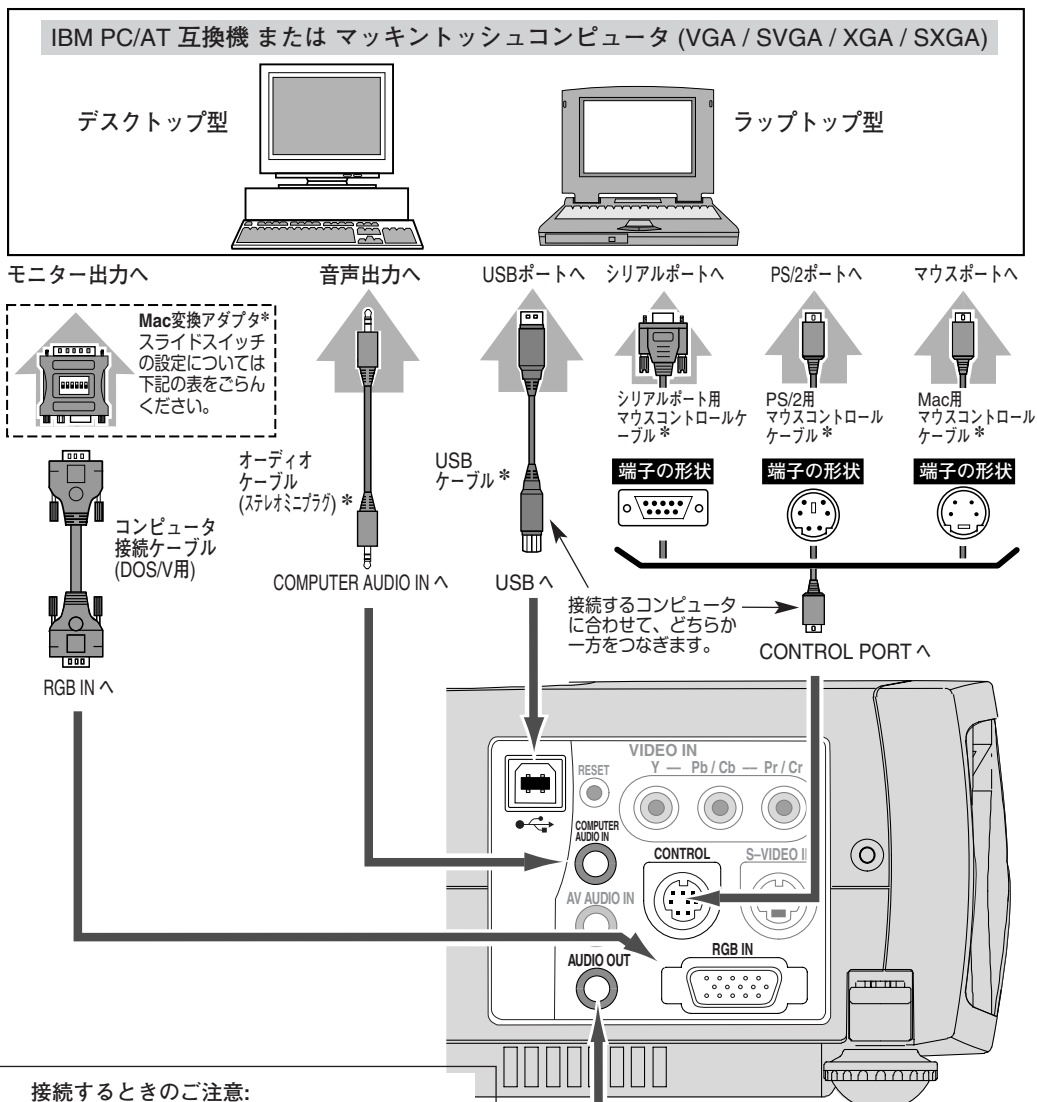 IBM PC/AT 互換機 または マッキントッシュコンピュータ (VGA / SVGA / XGA / SXGA)
デスクトップ型
ラップトップ型
モニター出力へ
音声出力へ
USBポートへ
シリアルポートへ
PS/2ポートへ
マウスポートへ
Mac変換アダプタ*
スライドスイッチ
の設定については
下記の表をごらん
ください。
シリアルポート用
マウスコントロールケ
ーブル*
PS/2用
マウスコントロール
ケーブル*
Mac用
マウスコントロール
ケーブル*
オーディオ
ケーブル
(ステレオミニプラグ)*
USB
ケーブル*
端子の形状
端子の形状
端子の形状
コンピュータ
接続ケーブル
(DOS/V用)
COMPUTER AUDIO IN へ
USB へ
接続するコンピュータ
に合わせて、どちらか
一方をつなぎます。
CONTROL PORT へ
RGB IN へ
VIDEO IN
RESET
Y — Pb / Cb — Pr / Cr
COMPUTER
AUDIO IN
CONTROL
S–VIDEO I
AV AUDIO IN
AUDIO OUT
RGB IN
接続するときのご注意: